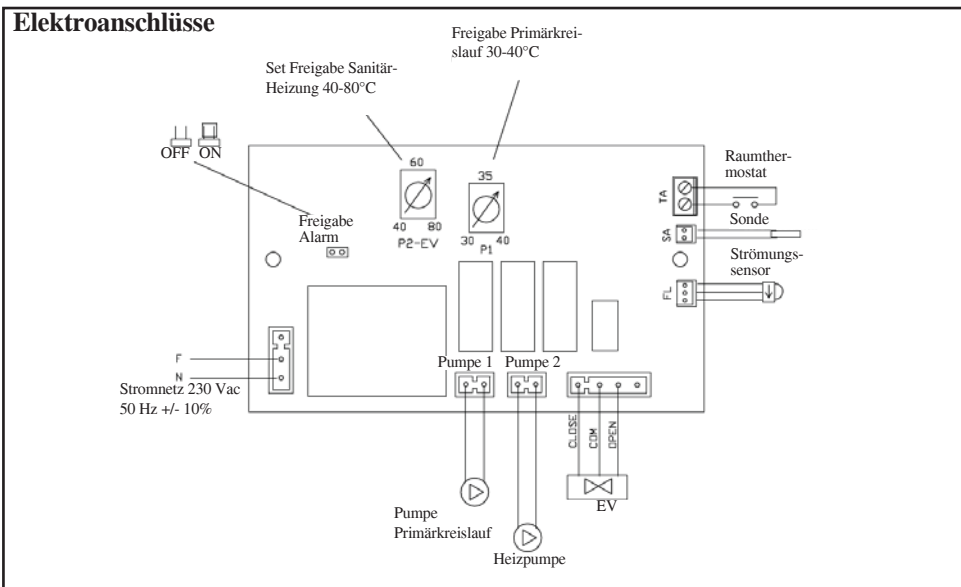 Elektroanschlüsse
Freigabe Primärkrei-
slauf 30-40°C
Set Freigabe Sanitär-
Heizung 40-80°C
OFF ON
60
35
40 80
P2-EV
30 40
P1
Freigabe
Alarm
TA
Raumther-
mostat
SA
Sonde
FL
Strömungs-
sensor
F
N
Stromnetz 230 Vac
50 Hz +/- 10%
Pumpe 1 Pumpe 2
CLOSE
COM
OPEN
EV
Pumpe
Primärkreislauf
Heizpumpe